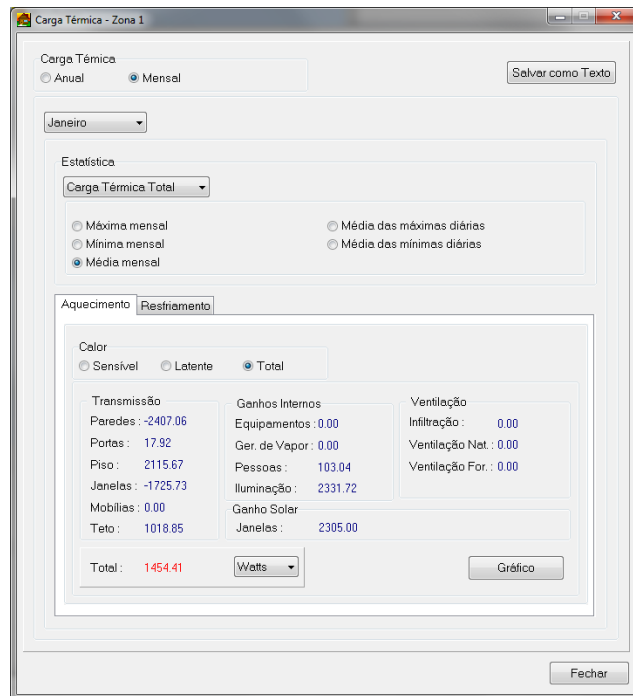 Carga Térmica - Zona 1
Carga Témica
Anual Mensal
Salvar como Texto
Janeiro
Estatística
Carga Térmica Total
Máxima mensal
Mínima mensal
Média mensal
Média das máximas diárias
Média das mínimas diárias
Aquecimento Resfriamento
Calor
Sensível Latente Total
Transmissão
Paredes : -2407.06
Portas : 17.92
Piso : 2115.67
Janelas : -1725.73
Mobílias : 0.00
Teto : 1018.85
Ganhos Internos
Equipamentos : 0.00
Ger. de Vapor : 0.00
Pessoas : 103.04
Iluminação : 2331.72
Ganho Solar
Janelas : 2305.00
Ventilação
Infiltração : 0.00
Ventilação Nat. : 0.00
Ventilação For. : 0.00
Total : 1454.41 Watts
Gráfico
Fechar